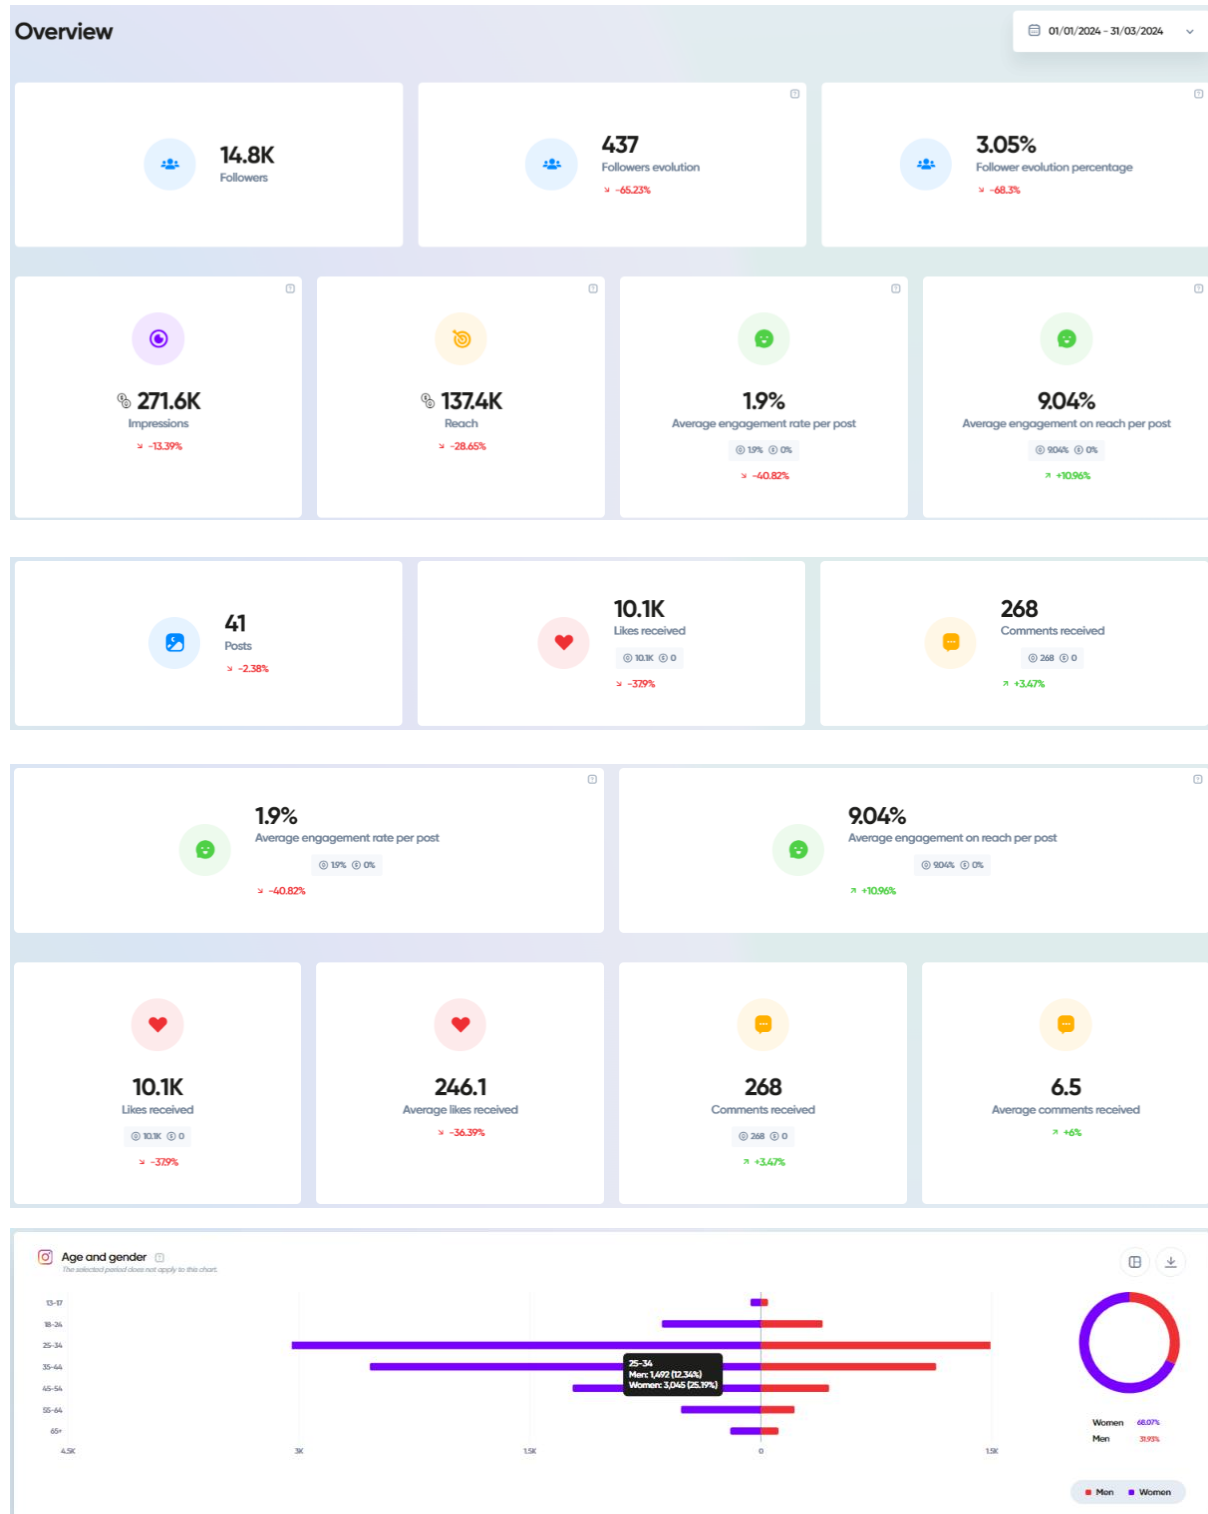 Overview
01/01/2024 - 31/03/2024
14.8K
Followers
437
Followers evolution
-65.23%
3.05%
Follower evolution percentage
-68.3%
271.6K
Impressions
-13.39%
137.4K
Reach
-28.65%
1.9%
Average engagement rate per post
1.9% 0%
-40.82%
9.04%
Average engagement on reach per post
9.04% 0%
+10.96%
41
Posts
-2.38%
10.1K
Likes received
10.1K 0
-37.9%
268
Comments received
268 0
+3.47%
1.9%
Average engagement rate per post
1.9% 0%
-40.82%
9.04%
Average engagement on reach per post
9.04% 0%
+10.96%
10.1K
Likes received
10.1K 0
-37.9%
246.1
Average likes received
-36.39%
268
Comments received
268 0
+3.47%
6.5
Average comments received
+6%
Age and gender
The selected period does not apply to this chart.
13-17
18-24
25-34
35-44
45-54
55-64
65+
25-34
Men: 1,492 (12.34%)
Women: 3,045 (25.19%)
4.5K 3K 1.5K 0 1.5K
Women 68.07%
Men 31.93%
Men Women